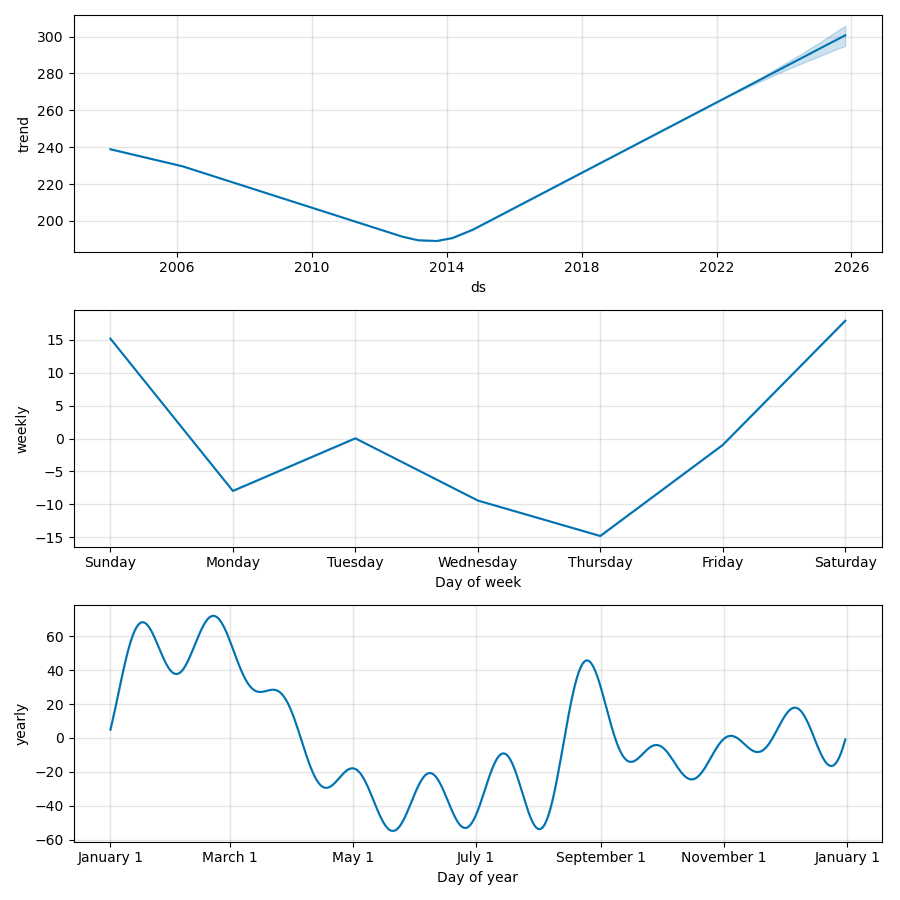 300
280
260
240
220
200
trend
2006 2010 2014 2018 2022 2026
ds
15
10
5
0
−5
−10
−15
weekly
Sunday Monday Tuesday Wednesday Thursday Friday Saturday
Day of week
60
40
20
0
−20
−40
−60
yearly
January 1 March 1 May 1 July 1 September 1 November 1 January 1
Day of year